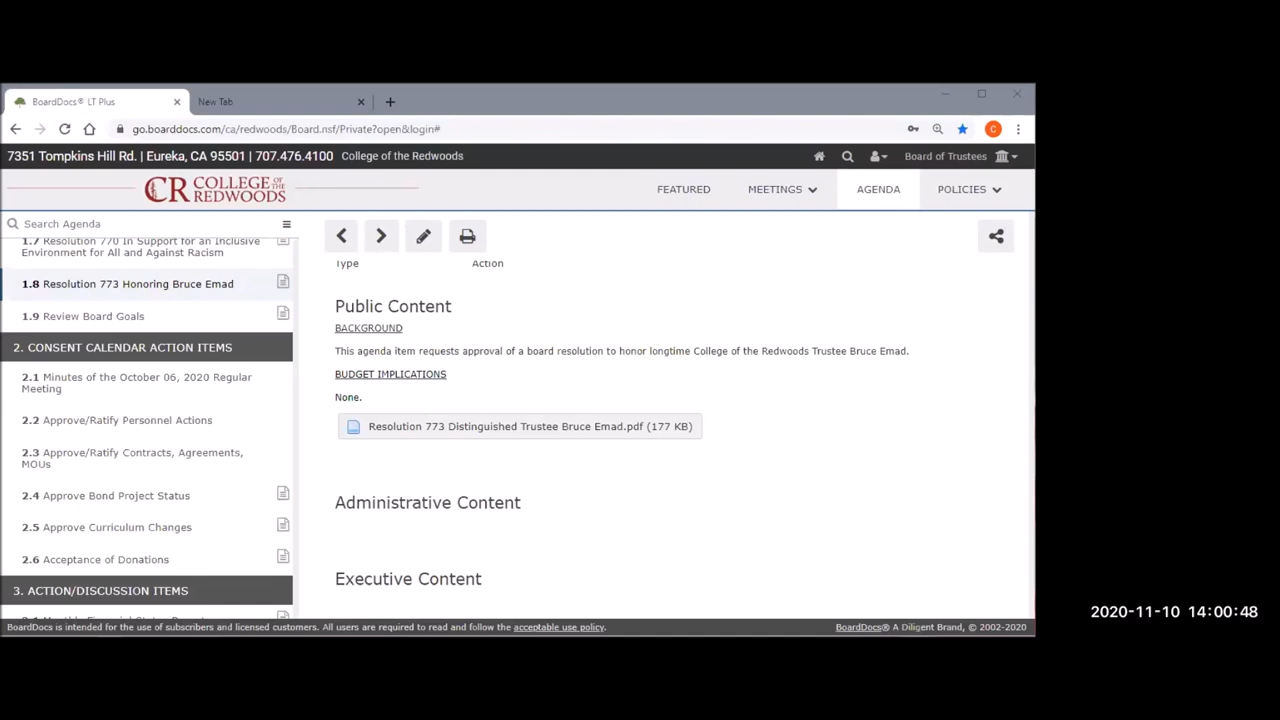 BoardDocs® LT Plus
New Tab
go.boarddocs.com/ca/redwoods/Board.nsf/Private?open&login#
C
7351 Tompkins Hill Rd. | Eureka, CA 95501 | 707.476.4100 College of the Redwoods
Board of Trustees
CR COLLEGE OF THE REDWOODS
FEATURED MEETINGS AGENDA POLICIES
Search Agenda
1.7 Resolution 770 In Support for an Inclusive
Environment for All and Against Racism
1.8 Resolution 773 Honoring Bruce Emad
1.9 Review Board Goals
2. CONSENT CALENDAR ACTION ITEMS
2.1 Minutes of the October 06, 2020 Regular
Meeting
2.2 Approve/Ratify Personnel Actions
2.3 Approve/Ratify Contracts, Agreements,
MOUs
2.4 Approve Bond Project Status
2.5 Approve Curriculum Changes
2.6 Acceptance of Donations
3. ACTION/DISCUSSION ITEMS
Type Action
Public Content
BACKGROUND
This agenda item requests approval of a board resolution to honor longtime College of the Redwoods Trustee Bruce Emad.
BUDGET IMPLICATIONS
None.
Resolution 773 Distinguished Trustee Bruce Emad.pdf (177 KB)
Administrative Content
Executive Content
BoardDocs is intended for the use of subscribers and licensed customers. All users are required to read and follow the acceptable use policy.
BoardDocs® A Diligent Brand, © 2002-2020
2020-11-10 14:00:48